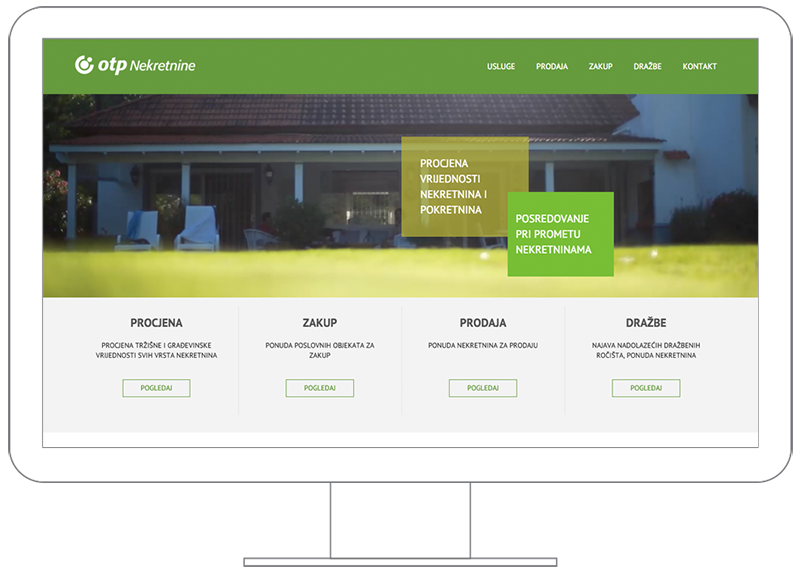 otp Nekretnine
USLUGE PRODAJA ZAKUP DRAŽBE KONTAKT
PROCJENA
VRIJEDNOSTI
NEKRETNINA I
POKRETNINA
POSREDOVANJE
PRI PROMETU
NEKRETNINAMA
PROCJENA
PROCJENA TRŽIŠNE I GRAĐEVINSKE
VRIJEDNOSTI SVIH VRSTA NEKRETNINA
POGLEDAJ
ZAKUP
PONUDA POSLOVNIH OBJEKATA ZA
ZAKUP
POGLEDAJ
PRODAJA
PONUDA NEKRETNINA ZA PRODAJU
POGLEDAJ
DRAŽBE
NAJAVA NADOLAZEĆIH DRAŽBENIH
ROČIŠTA, PONUDA NEKRETNINA
POGLEDAJ